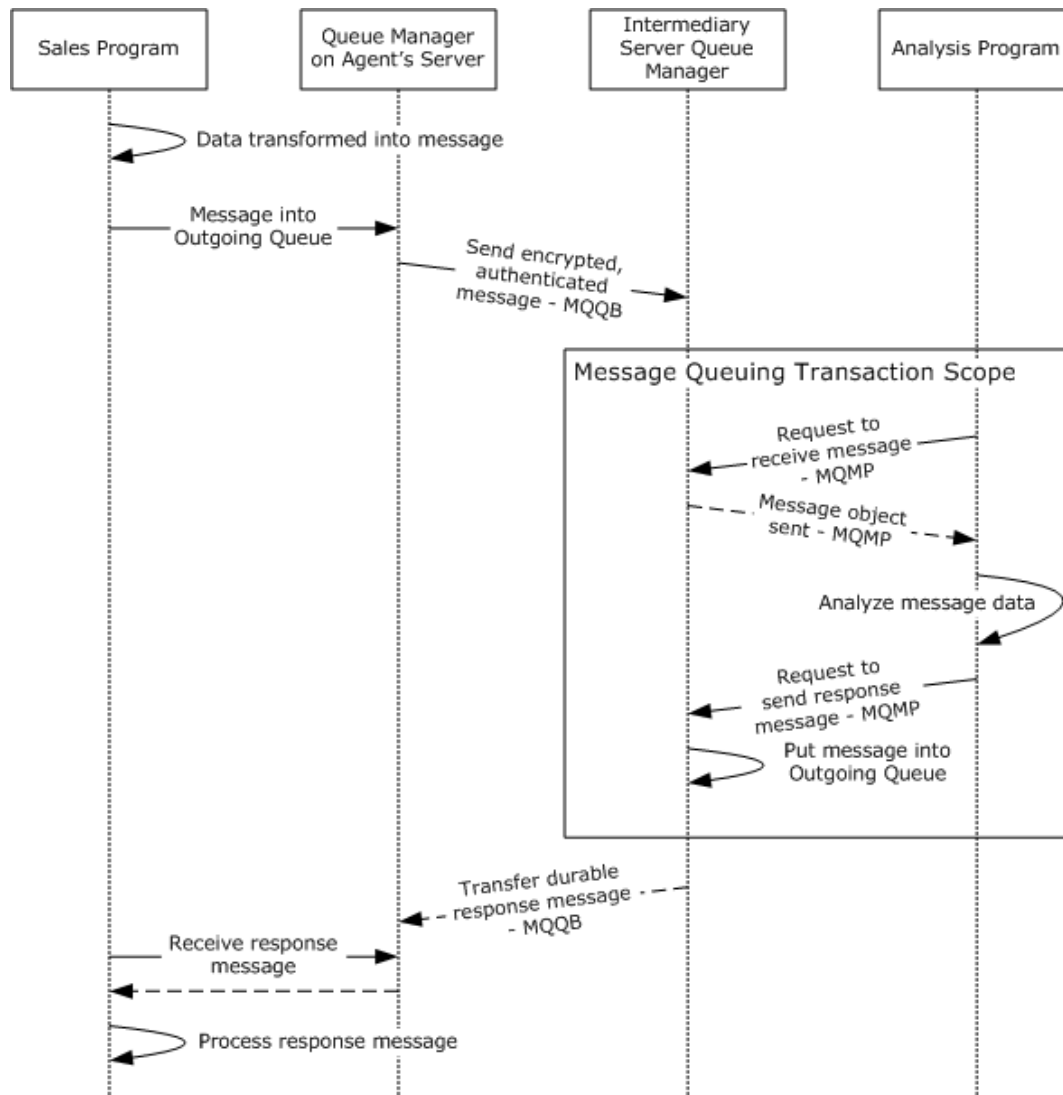 Sales Program
Queue Manager
on Agent's Server
Intermediary
Server Queue
Manager
Analysis Program
Data transformed into message
Message into
Outgoing Queue
Send encrypted,
authenticated
message - MQQB
Message Queuing Transaction Scope
Request to
receive message
- MQMP
Message object
sent - MQMP
Analyze message data
Request to
send response
message - MQMP
Put message into
Outgoing Queue
Transfer durable
response message
- MQQB
Receive response
message
Process response message